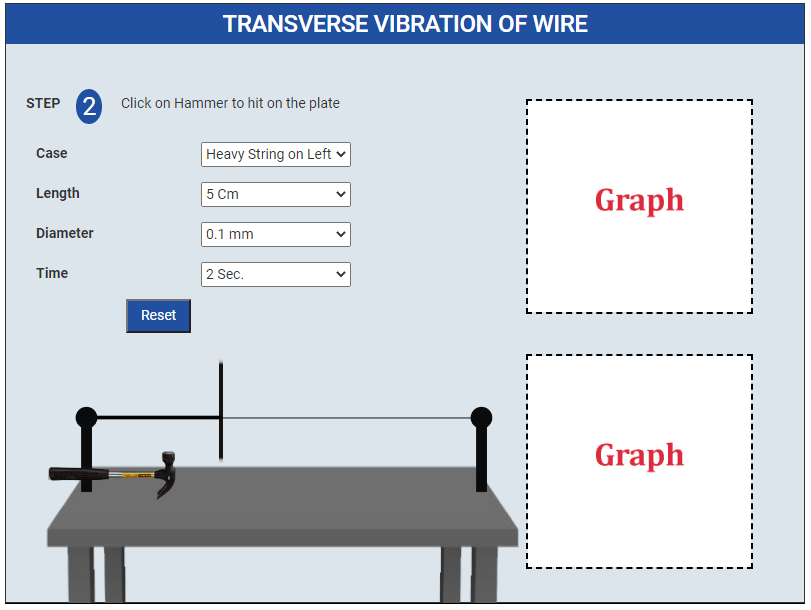 TRANSVERSE VIBRATION OF WIRE
STEP 2 Click on Hammer to hit on the plate
Case Heavy String on Left
Length 5 Cm
Diameter 0.1 mm
Time 2 Sec.
Reset
Graph
Graph